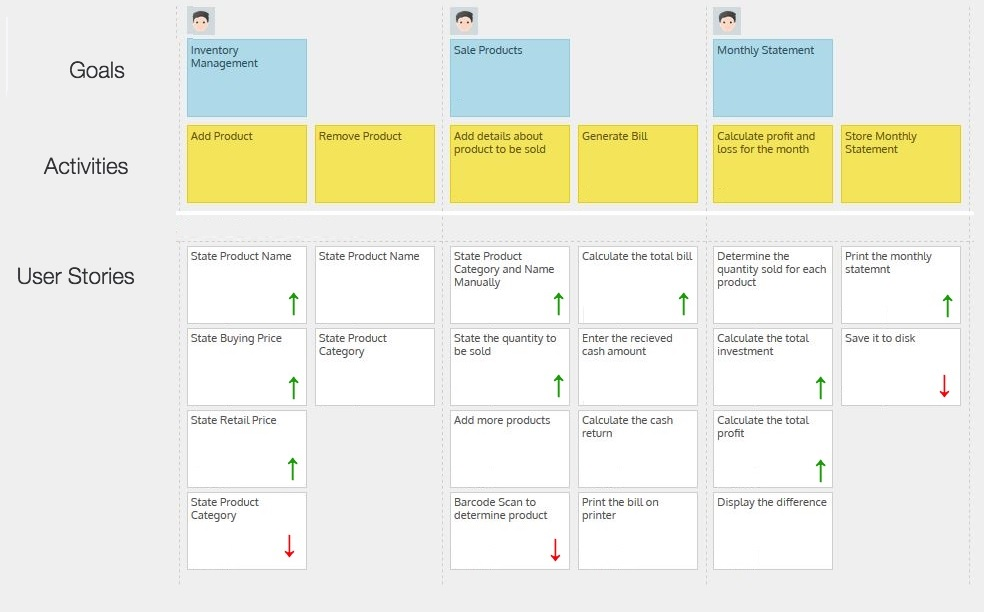 Goals
Inventory
Management
Sale Products
Monthly Statement
Activities
Add Product
Remove Product
Add details about
product to be sold
Generate Bill
Calculate profit and
loss for the month
Store Monthly
Statement
User Stories
State Product Name
State Product Name
State Product
Category and Name
Manually
Calculate the total bill
Determine the
quantity sold for each
product
Print the monthly
statemnt
State Buying Price
State Product
Category
State the quantity to
be sold
Enter the recieved
cash amount
Calculate the total
investment
Save it to disk
State Retail Price
Add more products
Calculate the cash
return
Calculate the total
profit
State Product
Category
Barcode Scan to
determine product
Print the bill on
printer
Display the difference